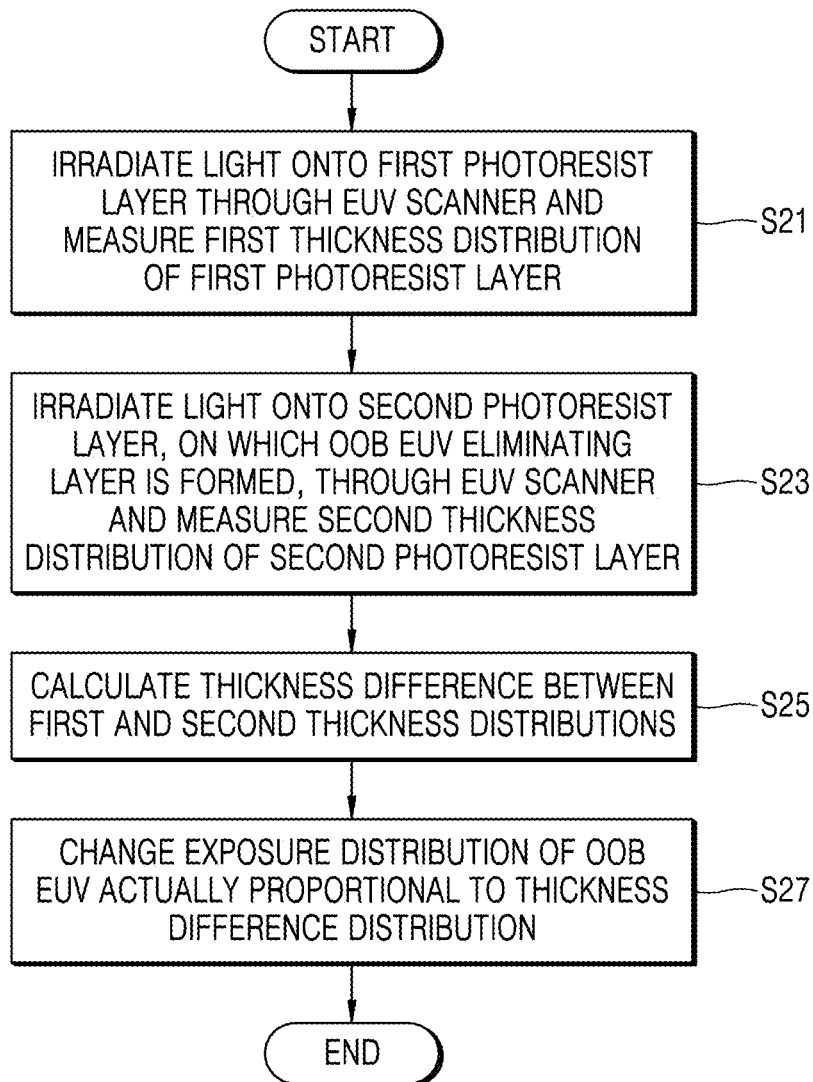 START
IRRADIATE LIGHT ONTO FIRST PHOTORESIST
LAYER THROUGH EUV SCANNER AND
MEASURE FIRST THICKNESS DISTRIBUTION
OF FIRST PHOTORESIST LAYER
S21
IRRADIATE LIGHT ONTO SECOND PHOTORESIST
LAYER, ON WHICH OOB EUV ELIMINATING
LAYER IS FORMED, THROUGH EUV SCANNER
AND MEASURE SECOND THICKNESS
DISTRIBUTION OF SECOND PHOTORESIST LAYER
S23
CALCULATE THICKNESS DIFFERENCE BETWEEN
FIRST AND SECOND THICKNESS DISTRIBUTIONS
S25
CHANGE EXPOSURE DISTRIBUTION OF OOB
EUV ACTUALLY PROPORTIONAL TO THICKNESS
DIFFERENCE DISTRIBUTION
S27
END